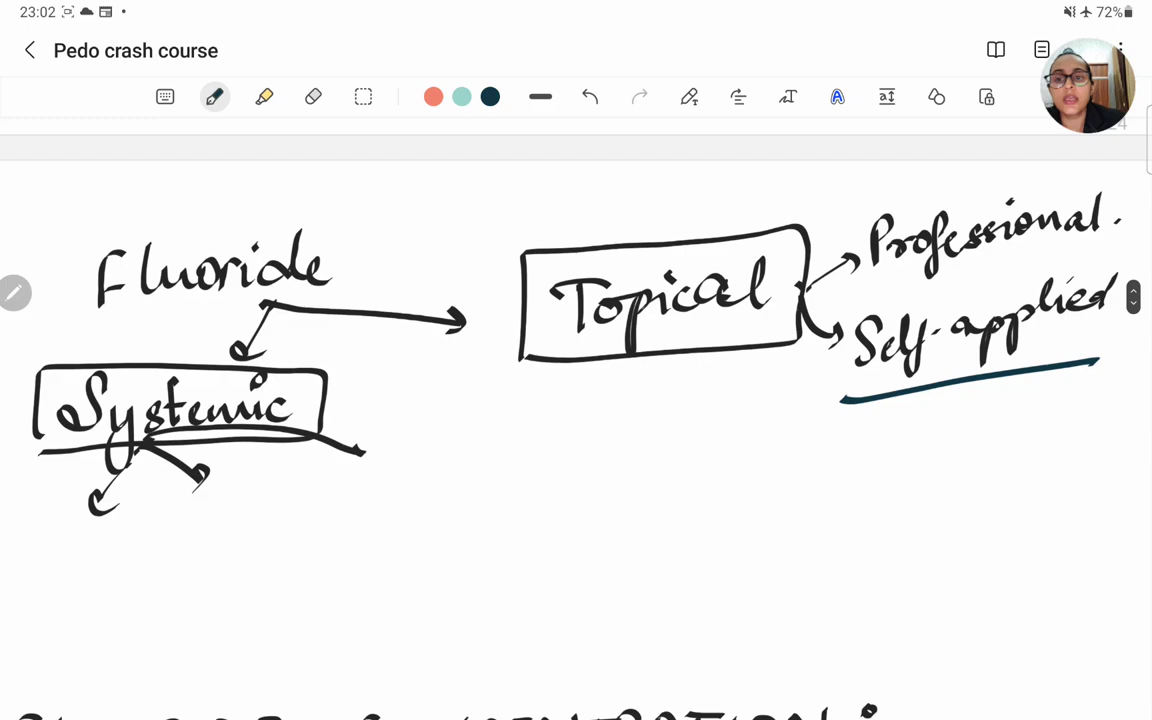 23:02
72%
Pedo crash course
Fluoride
Systemic
Topical
Professional.
Self-applied